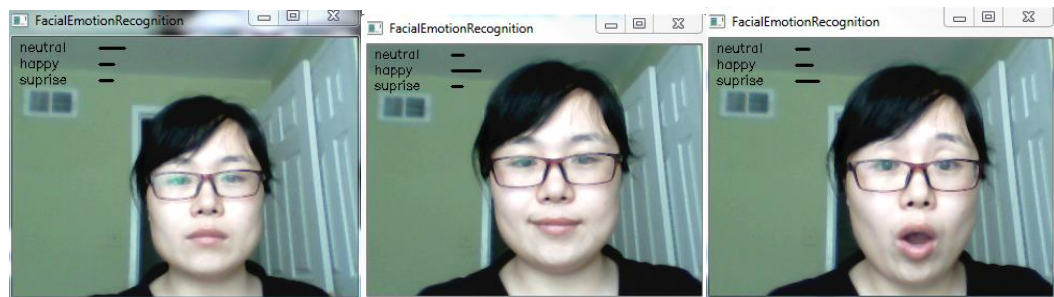 FacialEmotionRecognition
neutral
happy
suprise
FacialEmotionRecognition
neutral
happy
suprise
FacialEmotionRecognition
neutral
happy
suprise